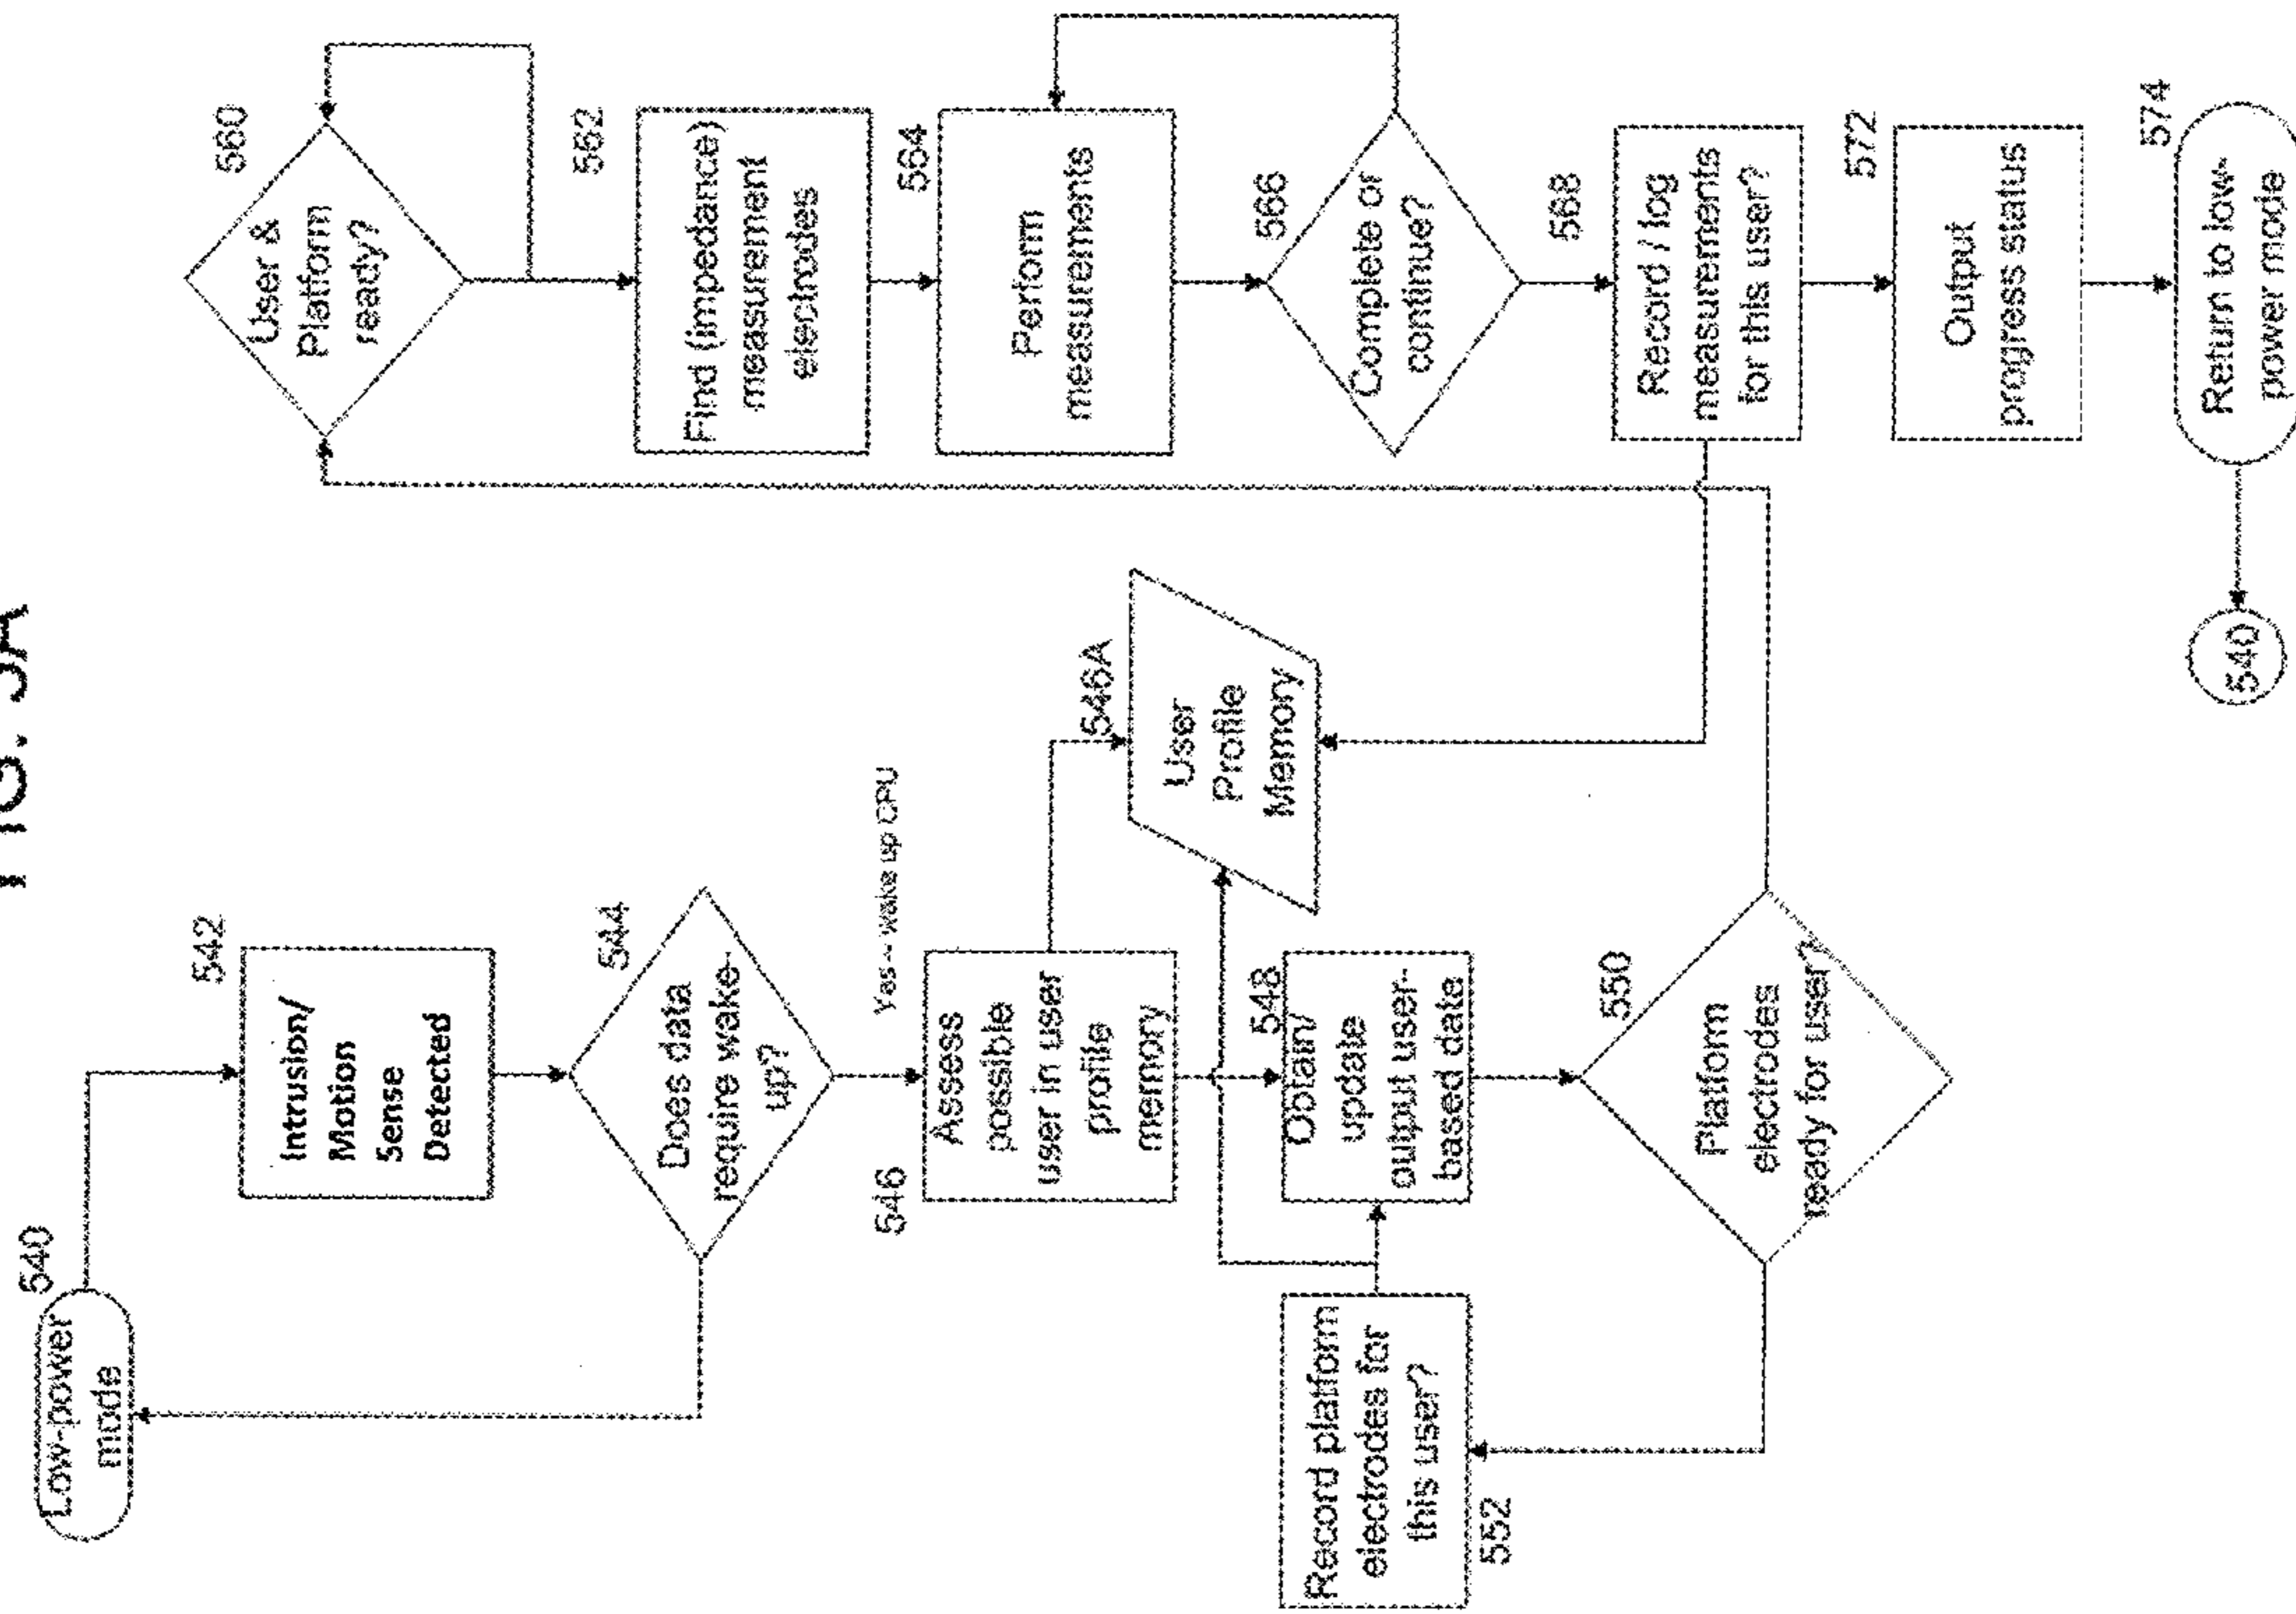 FIG. 5A
540
Low-power
mode
542
Intrusion/
Motion
Sense
Detected
544
Does data
require wake-
up?
Yes-- wake up CPU
546
Assess
possible
user in user
profile
memory
546A
User
Profile
Memory
548
Obtain/
update
output user-
based date
550
Platform
electrodes
ready for user?
552
Record platform
electrodes for
this user?
560
User &
Platform
ready?
562
Find (impedance)
measurement
electrodes
564
Perform
measurements
566
Complete or
continue?
568
Record / log
measurements
for this user?
572
Output
progress status
574
Return to low-
power mode
540